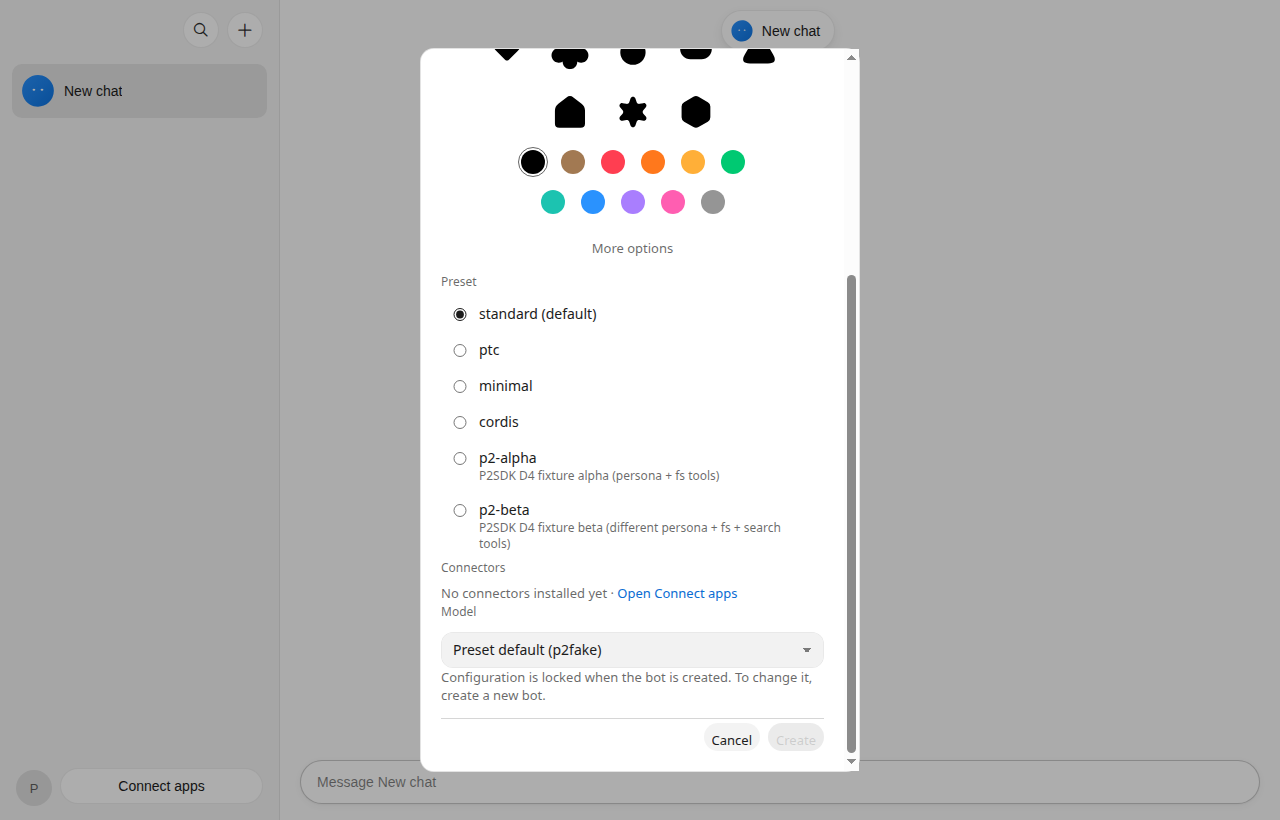 New chat
New chat
More options
Preset
standard (default)
ptc
minimal
cordis
p2-alpha
P2SDK D4 fixture alpha (persona + fs tools)
p2-beta
P2SDK D4 fixture beta (different persona + fs + search
tools)
Connectors
No connectors installed yet · Open Connect apps
Model
Preset default (p2fake)
Configuration is locked when the bot is created. To change it,
create a new bot.
Cancel Create
P Connect apps
Message New chat